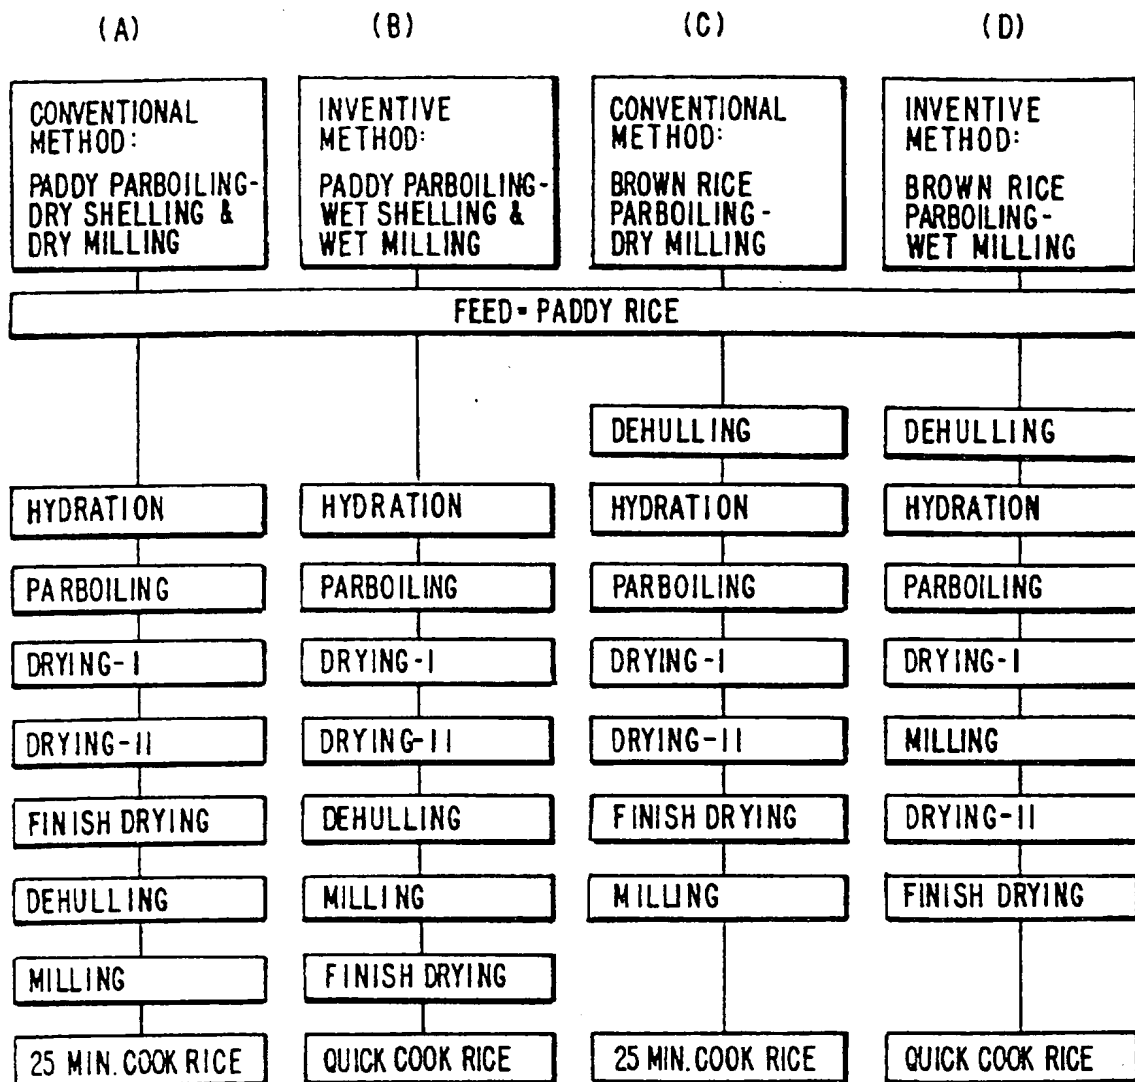 (A)
(B)
(C)
(D)
CONVENTIONAL
METHOD:
PADDY PARBOILING-
DRY SHELLING &
DRY MILLING
INVENTIVE
METHOD:
PADDY PARBOILING-
WET SHELLING &
WET MILLING
CONVENTIONAL
METHOD:
BROWN RICE
PARBOILING-
DRY MILLING
INVENTIVE
METHOD:
BROWN RICE
PARBOILING-
WET MILLING
FEED=PADDY RICE
DEHULLING
DEHULLING
HYDRATION
HYDRATION
HYDRATION
HYDRATION
PARBOILING
PARBOILING
PARBOILING
PARBOILING
DRYING-I
DRYING-I
DRYING-I
DRYING-I
DRYING-II
DRYING-II
DRYING-II
MILLING
FINISH DRYING
DEHULLING
FINISH DRYING
DRYING-II
DEHULLING
MILLING
MILLING
FINISH DRYING
MILLING
FINISH DRYING
25 MIN. COOK RICE
QUICK COOK RICE
25 MIN. COOK RICE
QUICK COOK RICE